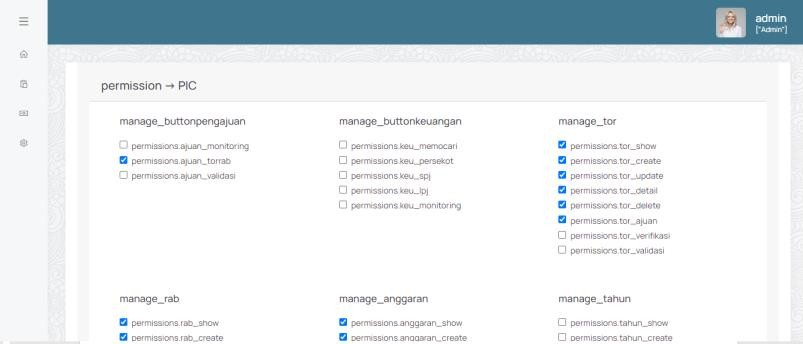 admin
["Admin"]
permission → PIC
manage_buttonpengajuan
permissions.ajuan_monitoring
permissions.ajuan_torrab
permissions.ajuan_validasi
manage_buttonkeuangan
permissions.keu_memocari
permissions.keu_persekot
permissions.keu_spj
permissions.keu_lpj
permissions.keu_monitoring
manage_tor
permissions.tor_show
permissions.tor_create
permissions.tor_update
permissions.tor_detail
permissions.tor_delete
permissions.tor_ajuan
permissions.tor_verifikasi
permissions.tor_validasi
manage_rab
permissions.rab_show
permissions.rab_create
manage_anggaran
permissions.anggaran_show
permissions.anggaran_create
manage_tahun
permissions.tahun_show
permissions.tahun_create